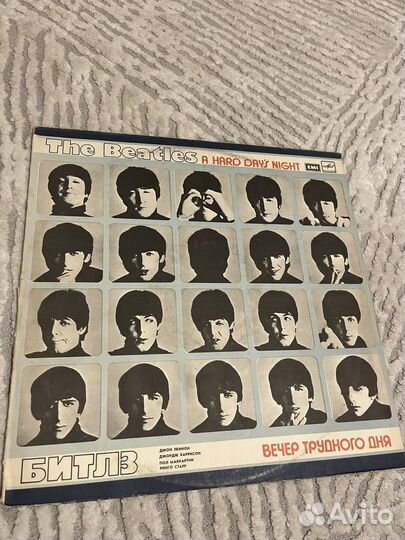 The Beatles A HARD DAY'S NIGHT EMI
БИТЛЗ
ДЖОН ЛЕННОН
ДЖОРДЖ ХАРРИСОН
ПОЛ МАККАРТНИ
РИНГО СТАРР
ВЕЧЕР ТРУДНОГО ДНЯ
Avito